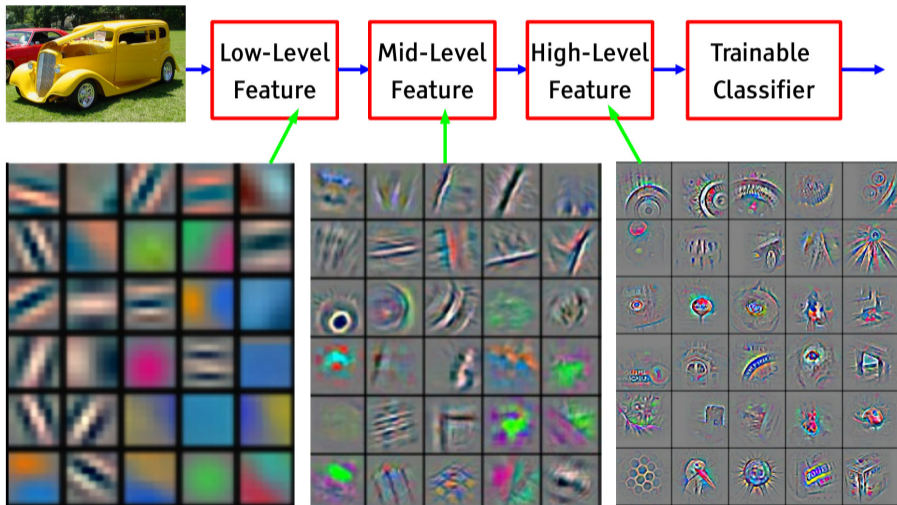 Low-Level
Feature
Mid-Level
Feature
High-Level
Feature
Trainable
Classifier